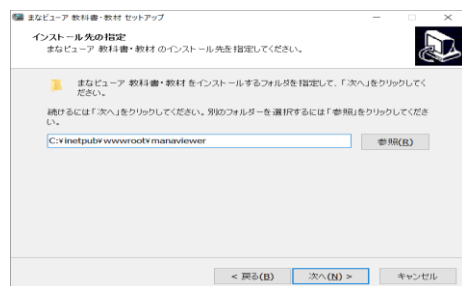 まなビューア 教科書・教材 セットアップ
インストール先の指定
まなビューア 教科書・教材 のインストール先を指定してください。
まなビューア 教科書・教材 をインストールするフォルダを指定して、「次へ」をクリックしてく
ださい。
続けるには「次へ」をクリックしてください。別のフォルダーを選択するには「参照」をクリックしてくださ
い。
C:¥inetpub¥wwwroot¥manaviewer
参照(R)
< 戻る(B)
次へ(N) >
キャンセル